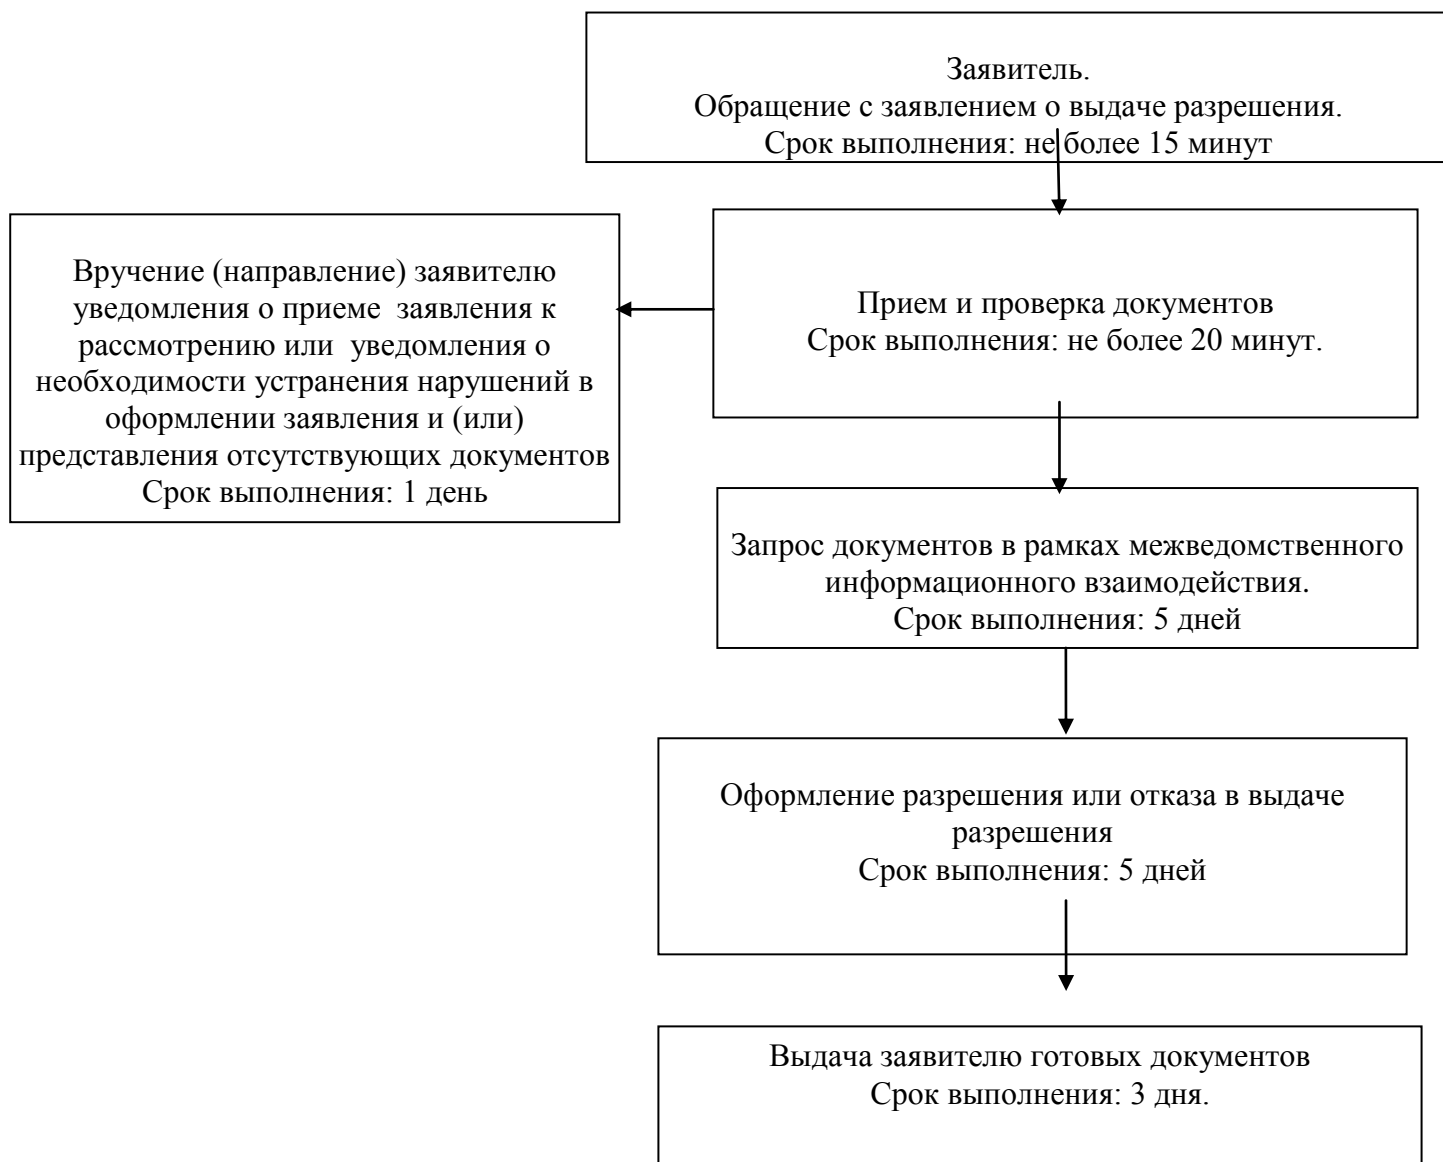 Заявитель.
Обращение с заявлением о выдаче разрешения.
Срок выполнения: не более 15 минут
Вручение (направление) заявителю
уведомления о приеме  заявления к
рассмотрению или  уведомления о
необходимости устранения нарушений в
оформлении заявления и (или)
представления отсутствующих документов
Срок выполнения: 1 день
Прием и проверка документов
Срок выполнения: не более 20 минут.
Запрос документов в рамках межведомственного
информационного взаимодействия.
Срок выполнения: 5 дней
Оформление разрешения или отказа в выдаче
разрешения
Срок выполнения: 5 дней
Выдача заявителю готовых документов
Срок выполнения: 3 дня.